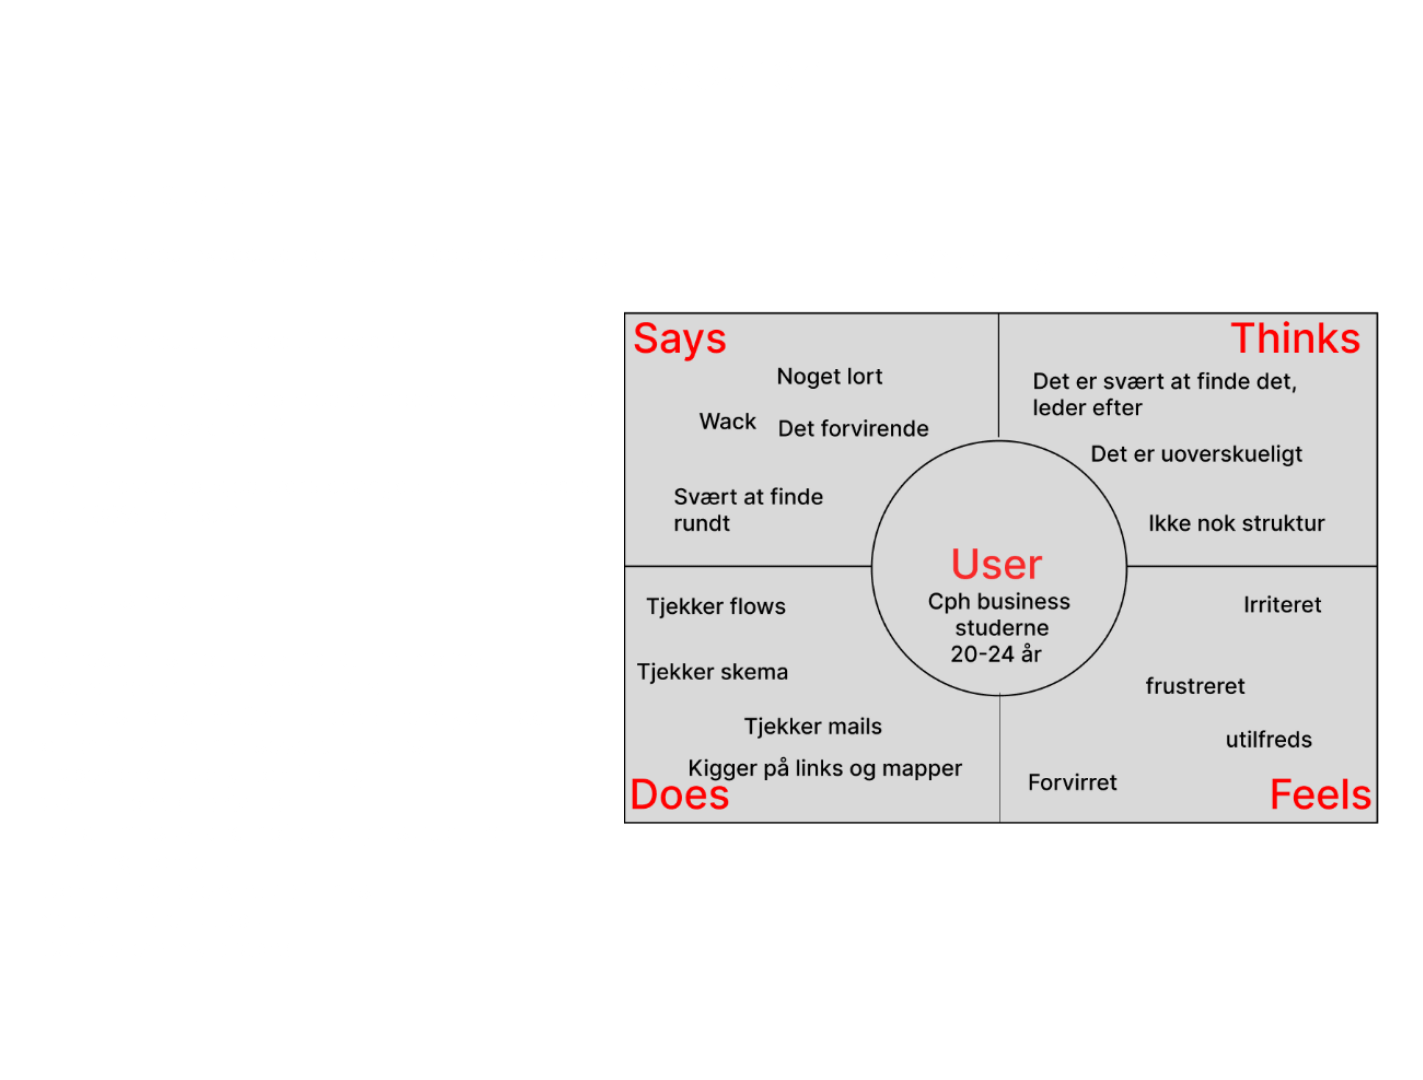 Says
Noget lort
Wack
Det forvirende
Svært at finde
rundt
Thinks
Det er svært at finde det,
leder efter
Det er uoverskueligt
Ikke nok struktur
User
Cph business
studerne
20-24 år
Tjekker flows
Tjekker skema
Tjekker mails
Kigger på links og mapper
Does
Irriteret
frustreret
utilfreds
Forvirret
Feels